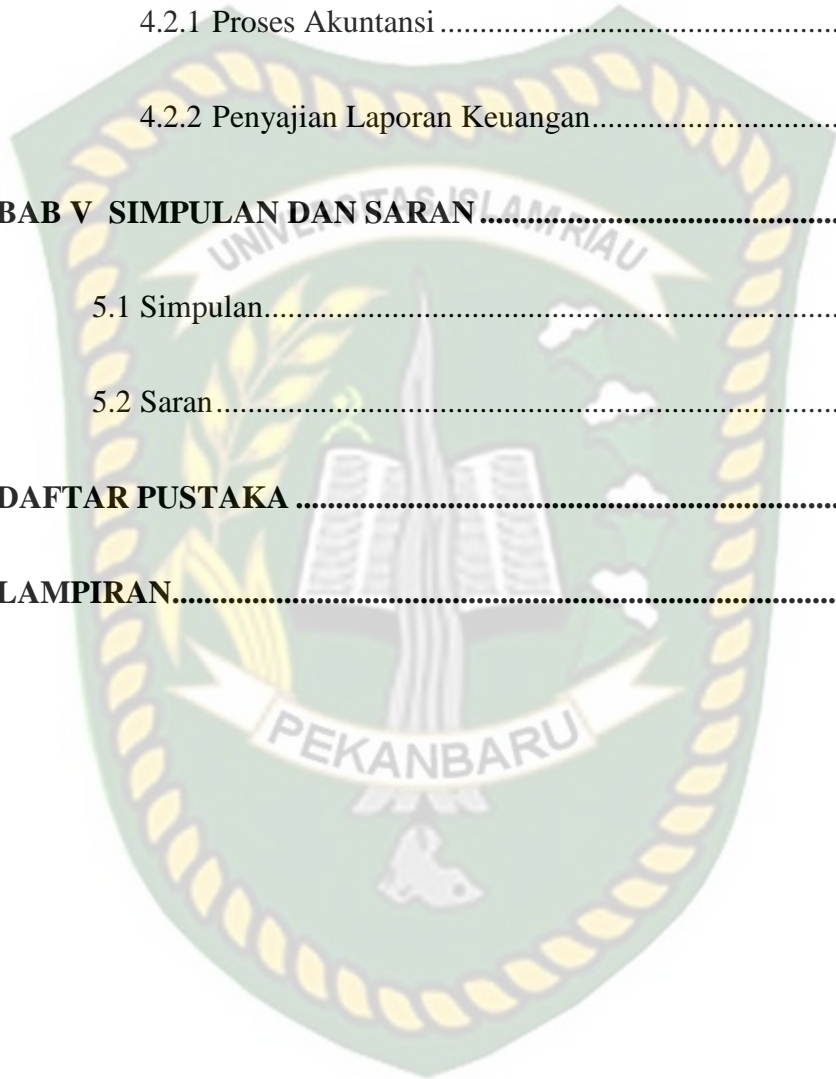 4.2.1 Proses Akuntansi ..........................................
4.2.2 Penyajian Laporan Keuangan..........................
UNIVERSITAS ISLAM RIAU
BAB V SIMPULAN DAN SARAN ..........................................
5.1 Simpulan..........................................................
5.2 Saran ................................................................
DAFTAR PUSTAKA ................................................................
LAMPIRAN................................................................................
PEKANBARU